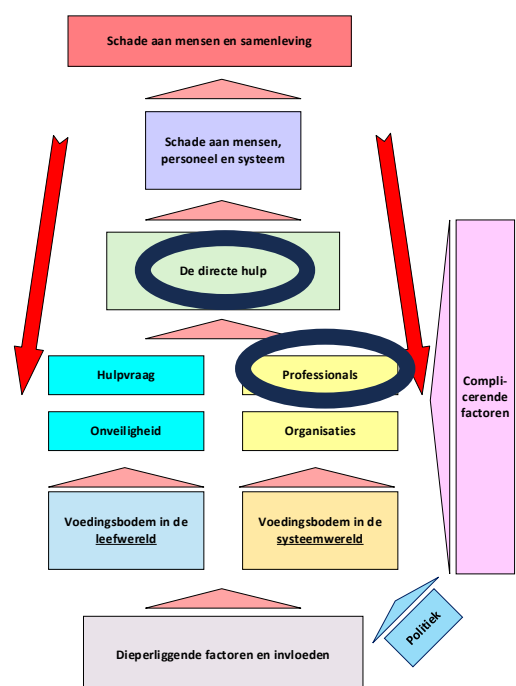 Schade aan mensen en samenleving
Schade aan mensen,
personeel en systeem
De directe hulp
Hulpvraag
Professionals
Onveiligheid
Organisaties
Compli-
cerende
factoren
Voedingsbodem in de
leefwereld
Voedingsbodem in de
systeemwereld
Politiek
Dieperliggende factoren en invloeden